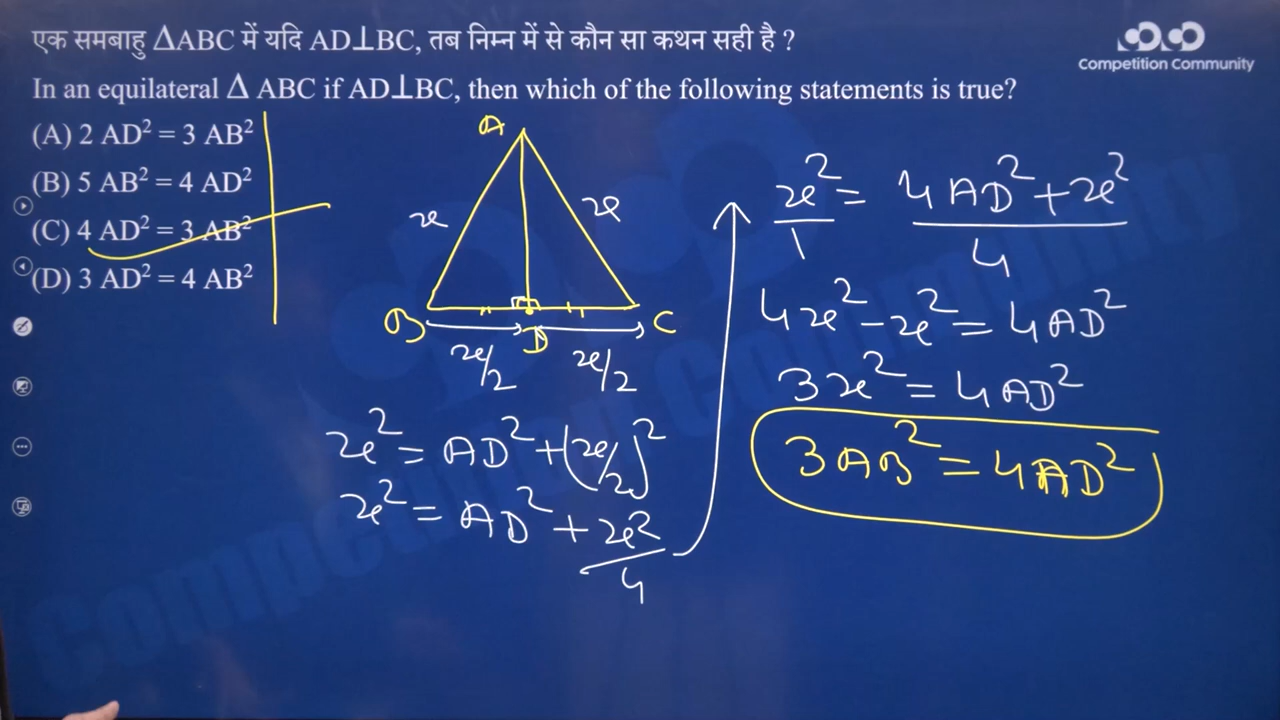 एक समबाहु ΔABC में यदि AD⊥BC, तब निम्न में से कौन सा कथन सही है ?
Competition Community
In an equilateral Δ ABC if AD⊥BC, then which of the following statements is true?
(A) 2 AD² = 3 AB²
(B) 5 AB² = 4 AD²
(C) 4 AD² = 3 AB²
(D) 3 AD² = 4 AB²
A
x
x
B
D
C
x/2
x/2
x² = AD² + (x/2)²
x² = AD² + x²/4
x²/1 = (4AD² + x²)/4
4x² - x² = 4AD²
3x² = 4AD²
3AB² = 4AD²
Competition Community